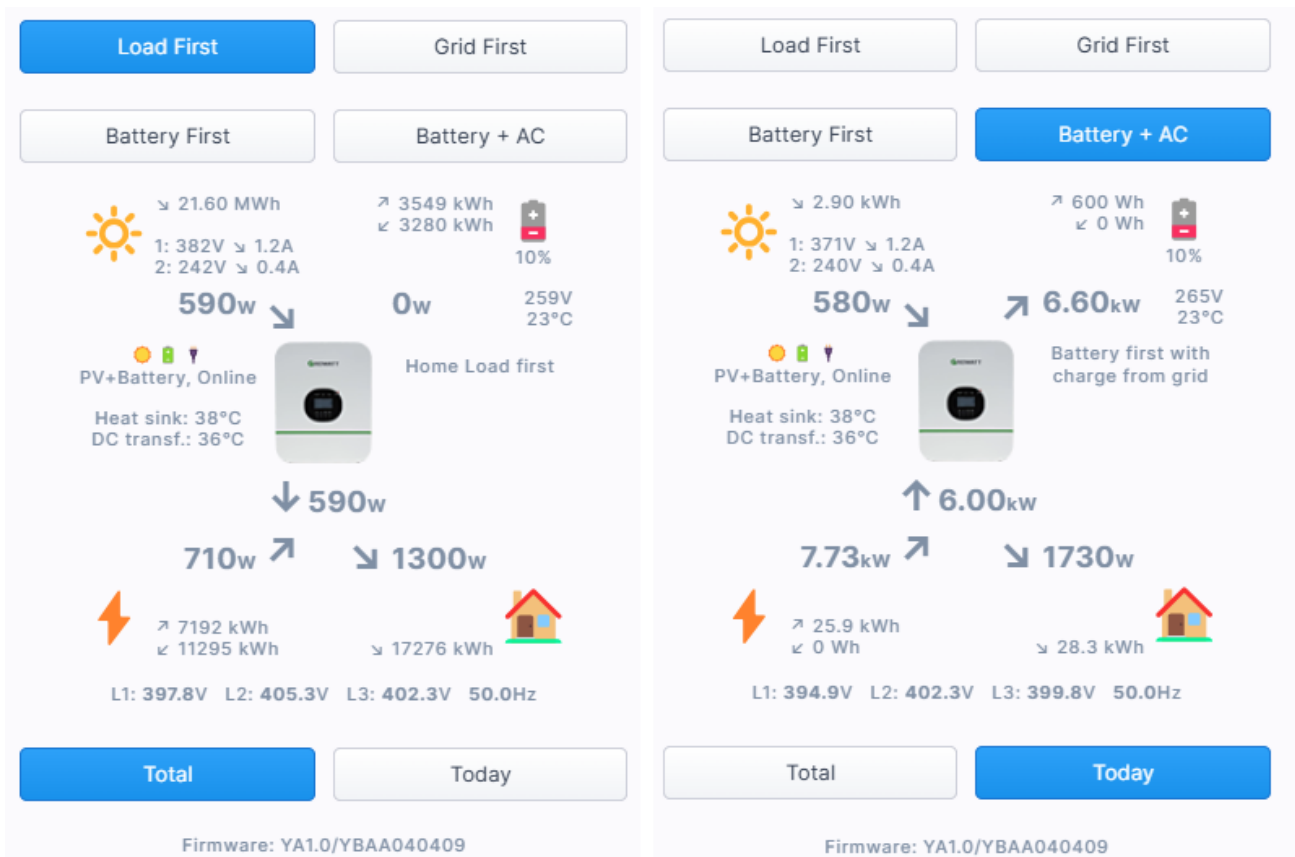 Load First
Grid First
Battery First
Battery + AC
↘ 21.60 MWh
1: 382V ↘ 1.2A
2: 242V ↘ 0.4A
590w
↗ 3549 kWh
↙ 3280 kWh
10%
0w
259V
23°C
PV+Battery, Online
Heat sink: 38°C
DC transf.: 36°C
GROWATT
Home Load first
590w
710w
1300w
↗ 7192 kWh
↙ 11295 kWh
↘ 17276 kWh
L1: 397.8V L2: 405.3V L3: 402.3V 50.0Hz
Total
Today
Firmware: YA1.0/YBAA040409
Load First
Grid First
Battery First
Battery + AC
↘ 2.90 kWh
1: 371V ↘ 1.2A
2: 240V ↘ 0.4A
580w
↗ 600 Wh
↙ 0 Wh
10%
6.60kW
265V
23°C
PV+Battery, Online
Heat sink: 38°C
DC transf.: 36°C
GROWATT
Battery first with
charge from grid
6.00kW
7.73kW
1730w
↗ 25.9 kWh
↙ 0 Wh
↘ 28.3 kWh
L1: 394.9V L2: 402.3V L3: 399.8V 50.0Hz
Total
Today
Firmware: YA1.0/YBAA040409